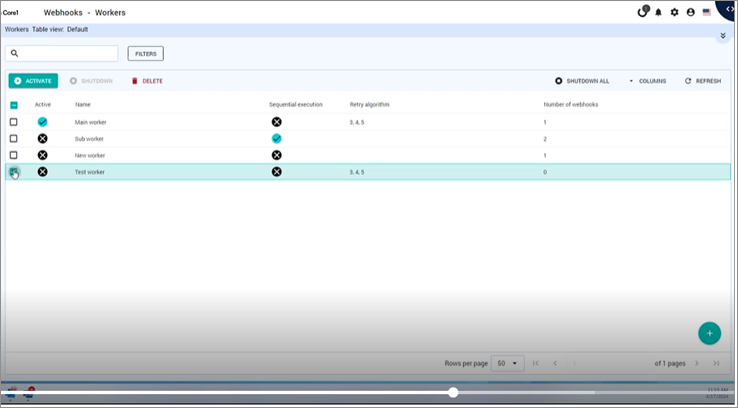 Core1 Webhooks - Workers
Workers Table view: Default
FILTERS
ACTIVATE SHUTDOWN DELETE SHUTDOWN ALL COLUMNS REFRESH
Active Name Sequential execution Retry algorithm Number of webhooks
Main worker 3, 4, 5 1
Sub worker 2
New worker 1
Test worker 3, 4, 5 0
+
Rows per page 50 of 1 pages